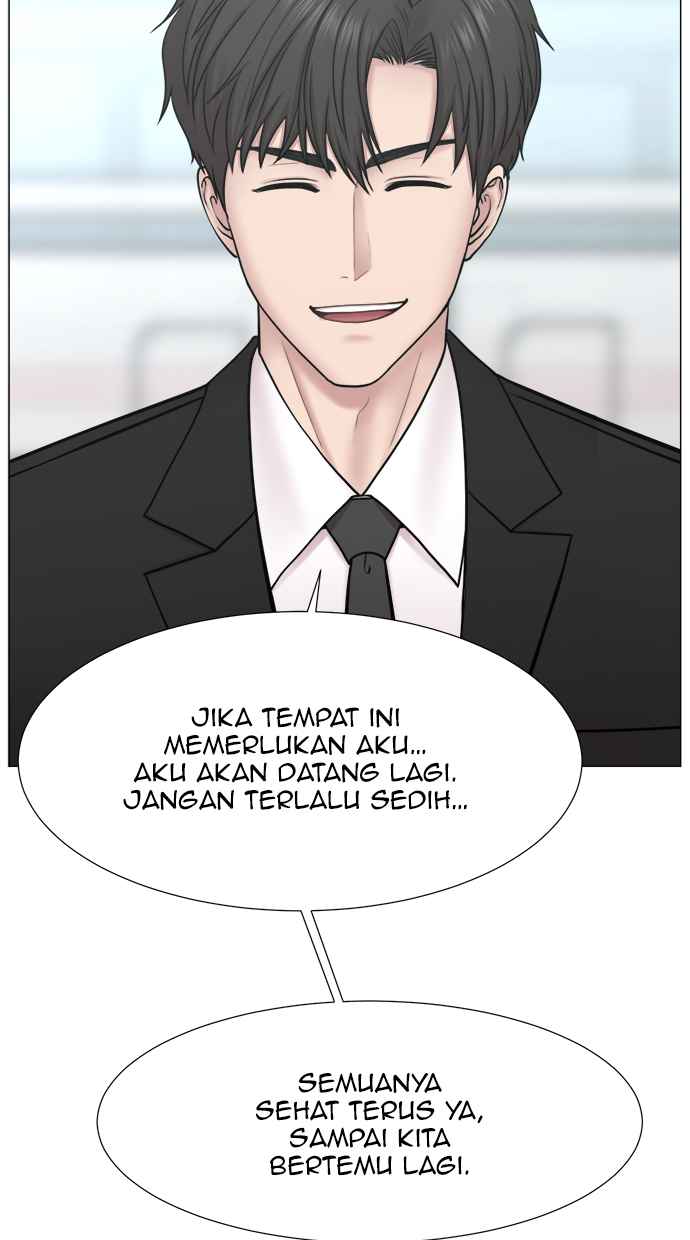 JIKA TEMPAT INI
MEMERLUKAN AKU...
AKU AKAN DATANG LAGI.
JANGAN TERLALU SEDIH...
SEMUANYA
SEHAT TERUS YA,
SAMPAI KITA
BERTEMU LAGI.